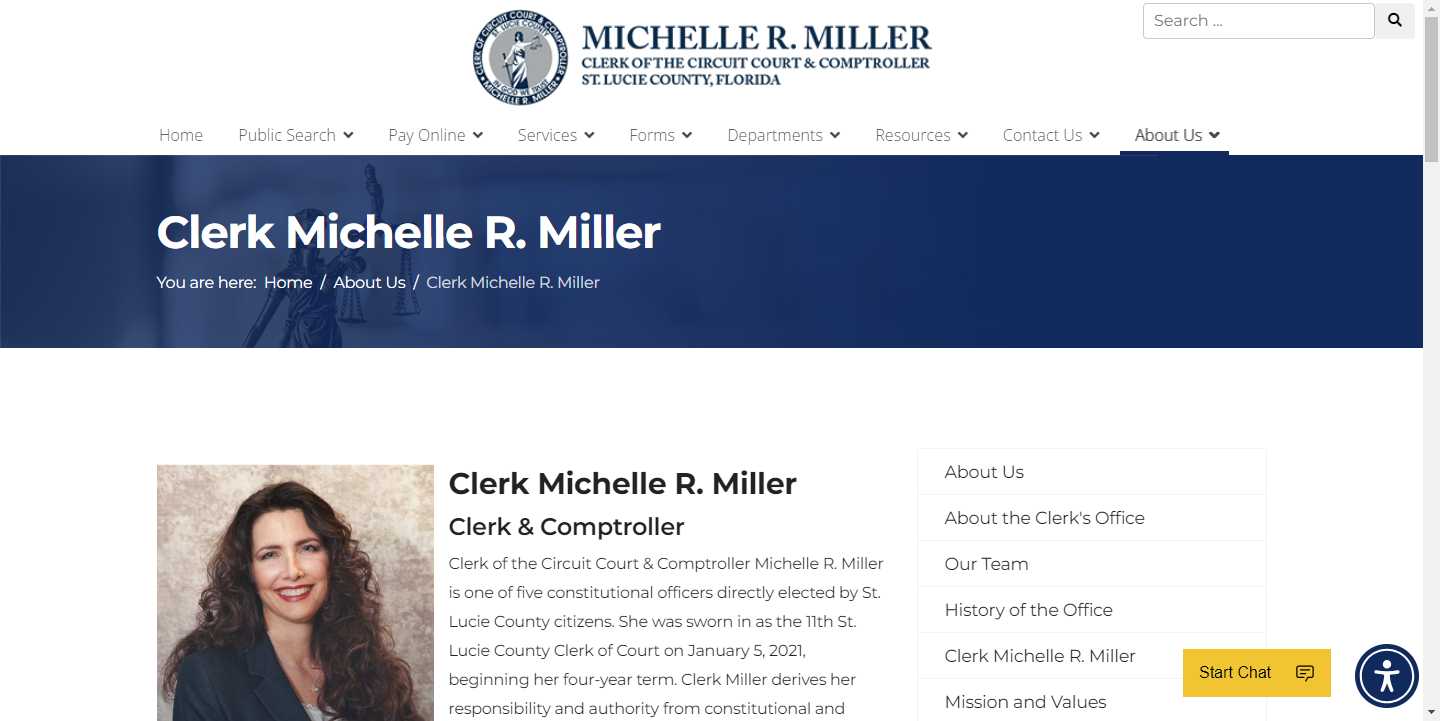 CLERK OF CIRCUIT COURT & COMPTROLLER
ST. LUCIE COUNTY
IN GOD WE TRUST
MICHELLE R. MILLER
MICHELLE R. MILLER
CLERK OF THE CIRCUIT COURT & COMPTROLLER
ST. LUCIE COUNTY, FLORIDA
Search ...
Home Public Search Pay Online Services Forms Departments Resources Contact Us About Us
Clerk Michelle R. Miller
You are here: Home / About Us / Clerk Michelle R. Miller
Clerk Michelle R. Miller
Clerk & Comptroller
Clerk of the Circuit Court & Comptroller Michelle R. Miller
is one of five constitutional officers directly elected by St.
Lucie County citizens. She was sworn in as the 11th St.
Lucie County Clerk of Court on January 5, 2021,
beginning her four-year term. Clerk Miller derives her
responsibility and authority from constitutional and
About Us
About the Clerk's Office
Our Team
History of the Office
Clerk Michelle R. Miller
Mission and Values
Start Chat